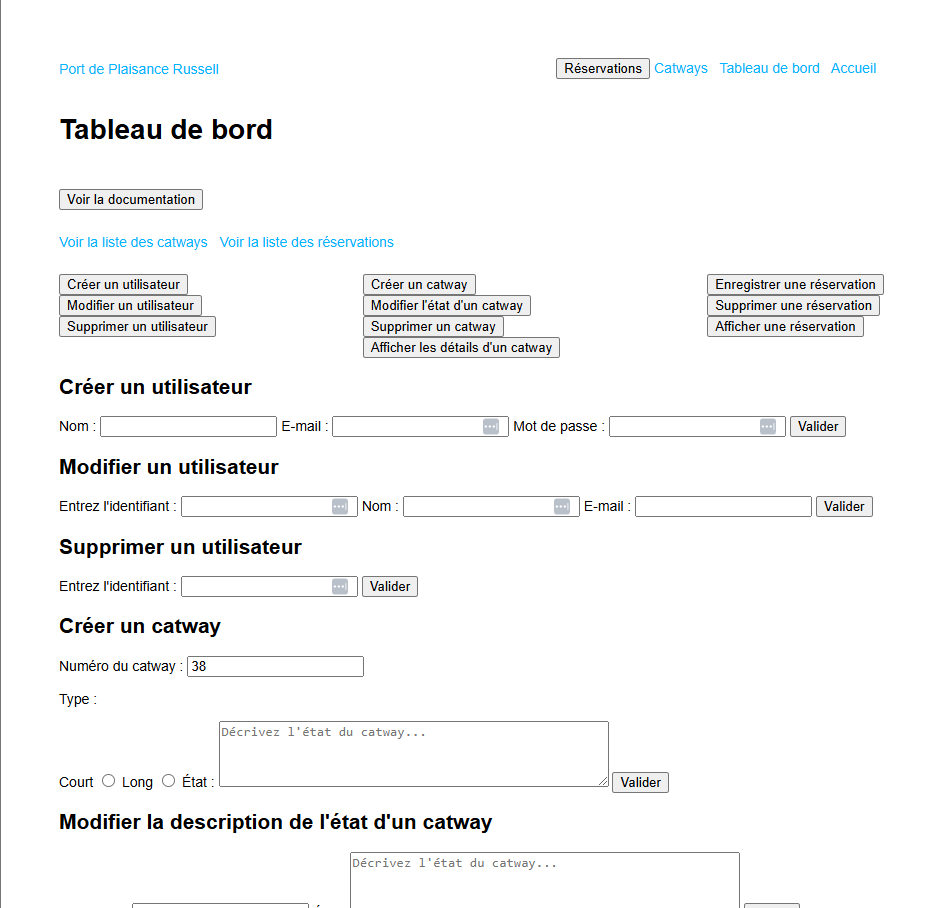 Port de Plaisance Russell Réservations Catways Tableau de bord Accueil
Tableau de bord
Voir la documentation
Voir la liste des catways Voir la liste des réservations
Créer un utilisateur Créer un catway Enregistrer une réservation
Modifier un utilisateur Modifier l'état d'un catway Supprimer une réservation
Supprimer un utilisateur Supprimer un catway Afficher une réservation
Afficher les détails d'un catway
Créer un utilisateur
Nom : E-mail : Mot de passe : Valider
Modifier un utilisateur
Entrez l'identifiant : Nom : E-mail : Valider
Supprimer un utilisateur
Entrez l'identifiant : Valider
Créer un catway
Numéro du catway : 38
Type :
Décrivez l'état du catway...
Court Long État : Valider
Modifier la description de l'état d'un catway
Décrivez l'état du catway...